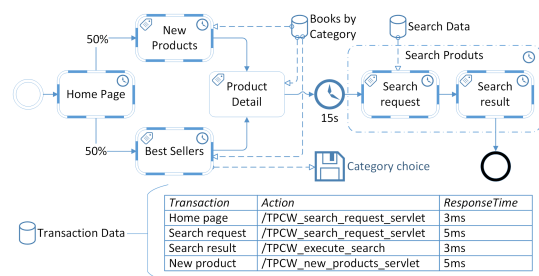 50%
New
Products
Books by
Category
Search Data
Home Page
Product
Detail
15s
Search Produts
Search
request
Search
result
50%
Best Sellers
Category choice
Transaction Data
Transaction Action ResponseTime
Home page /TPCW_search_request_servlet 3ms
Search request /TPCW_search_request_servlet 5ms
Search result /TPCW_execute_search 3ms
New product /TPCW_new_products_servlet 5ms